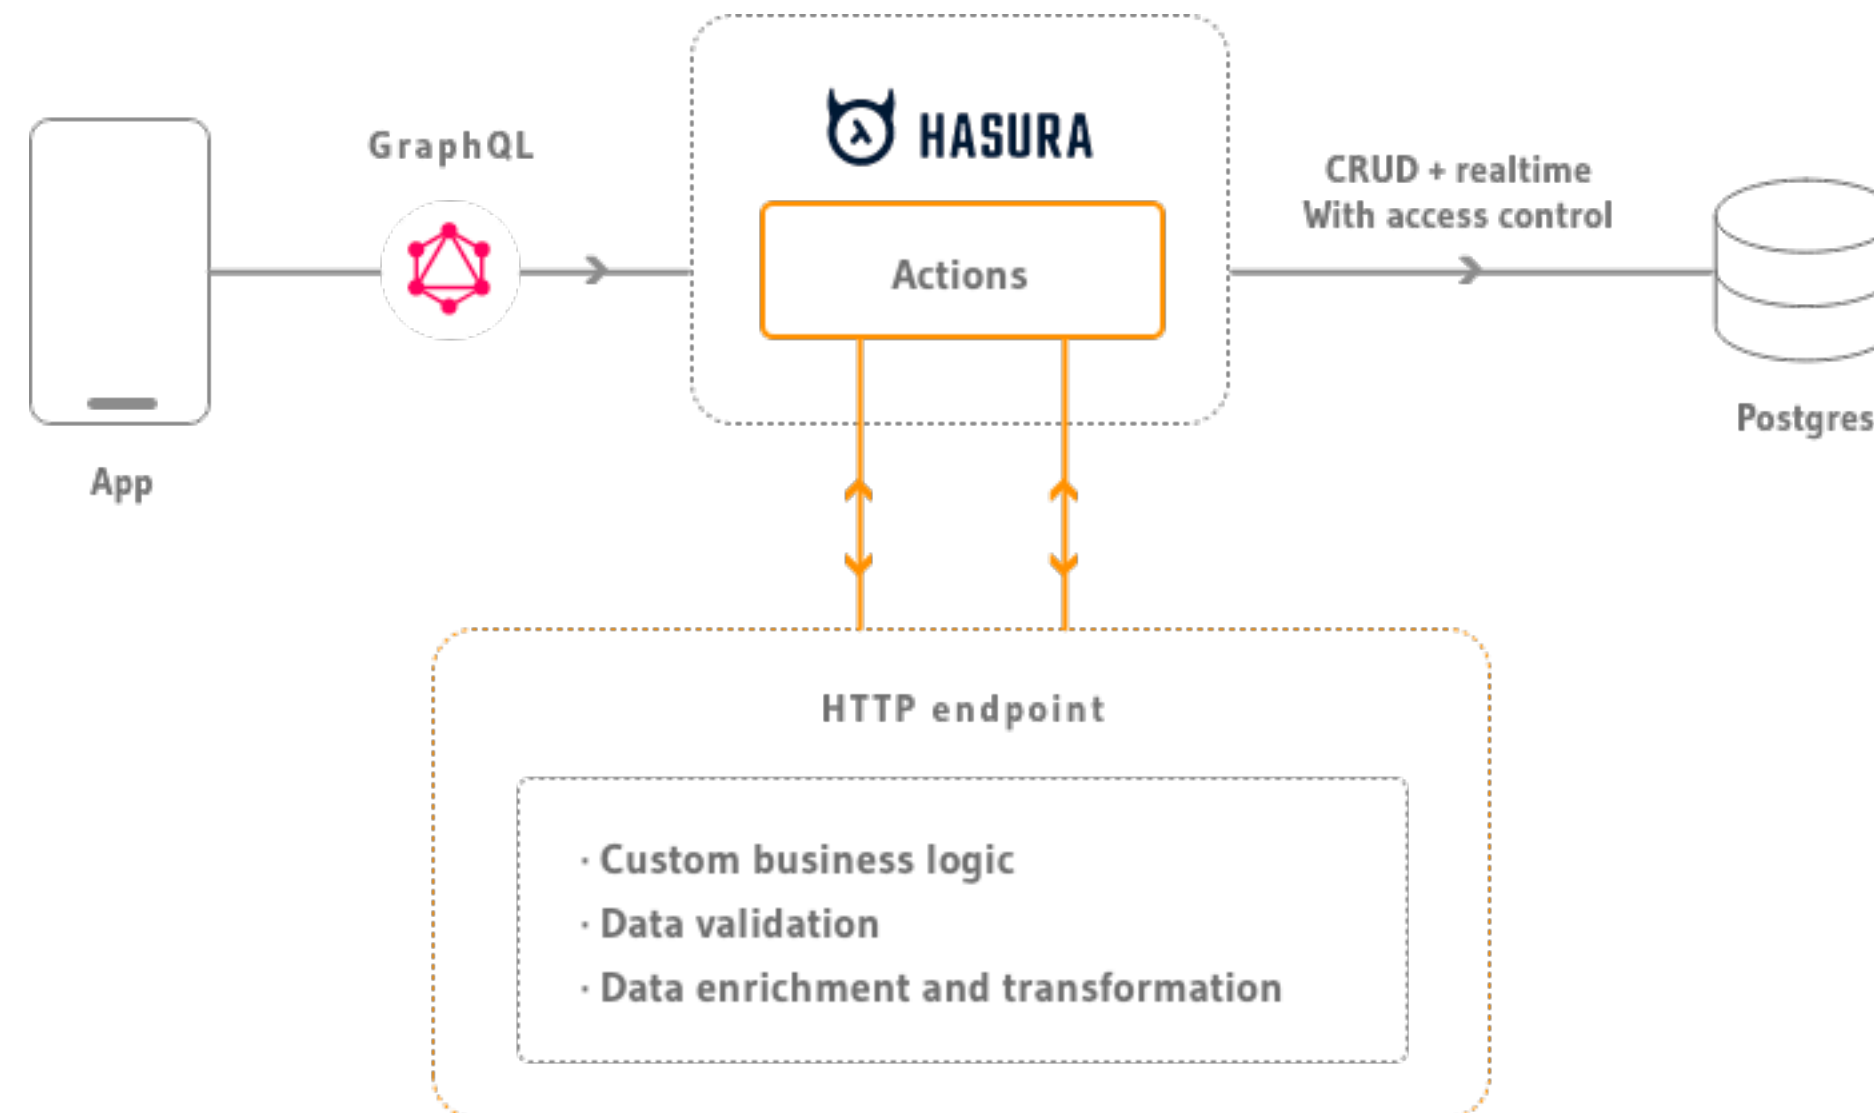 GraphQL
HASURA
Actions
CRUD + realtime
With access control
App
Postgres
HTTP endpoint
· Custom business logic
· Data validation
· Data enrichment and transformation